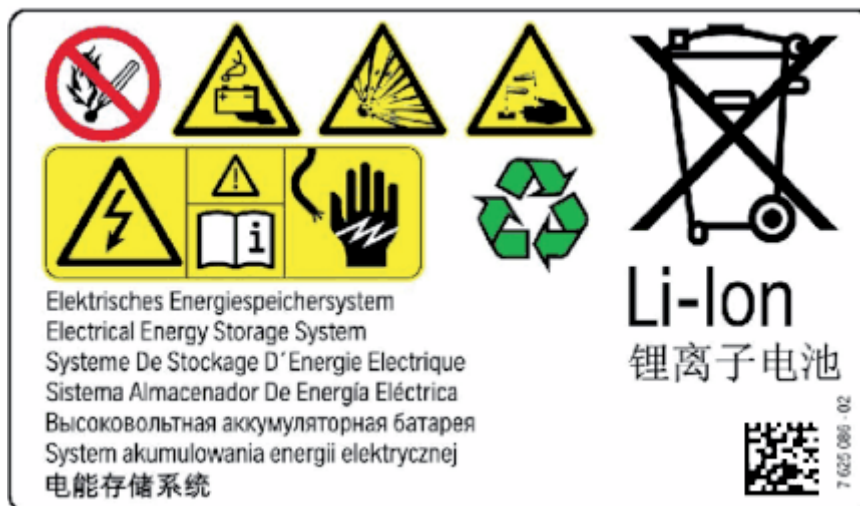 Elektrisches Energiespeichersystem
Electrical Energy Storage System
Systeme De Stockage D´Energie Electrique
Sistema Almacenador De Energía Eléctrica
Высоковольтная аккумуляторная батарея
System akumulowania energii elektrycznej
电能存储系统
i
Li-Ion
锂离子电池
7 625 086 - 02